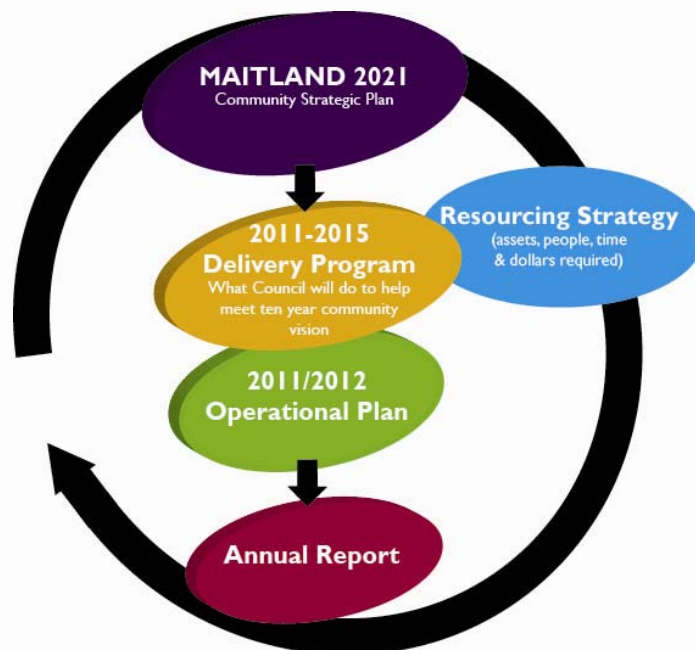 MAITLAND 2021
Community Strategic Plan
Resourcing Strategy
(assets, people, time
& dollars required)
2011-2015
Delivery Program
What Council will do to help
meet ten year community
vision
2011/2012
Operational Plan
Annual Report